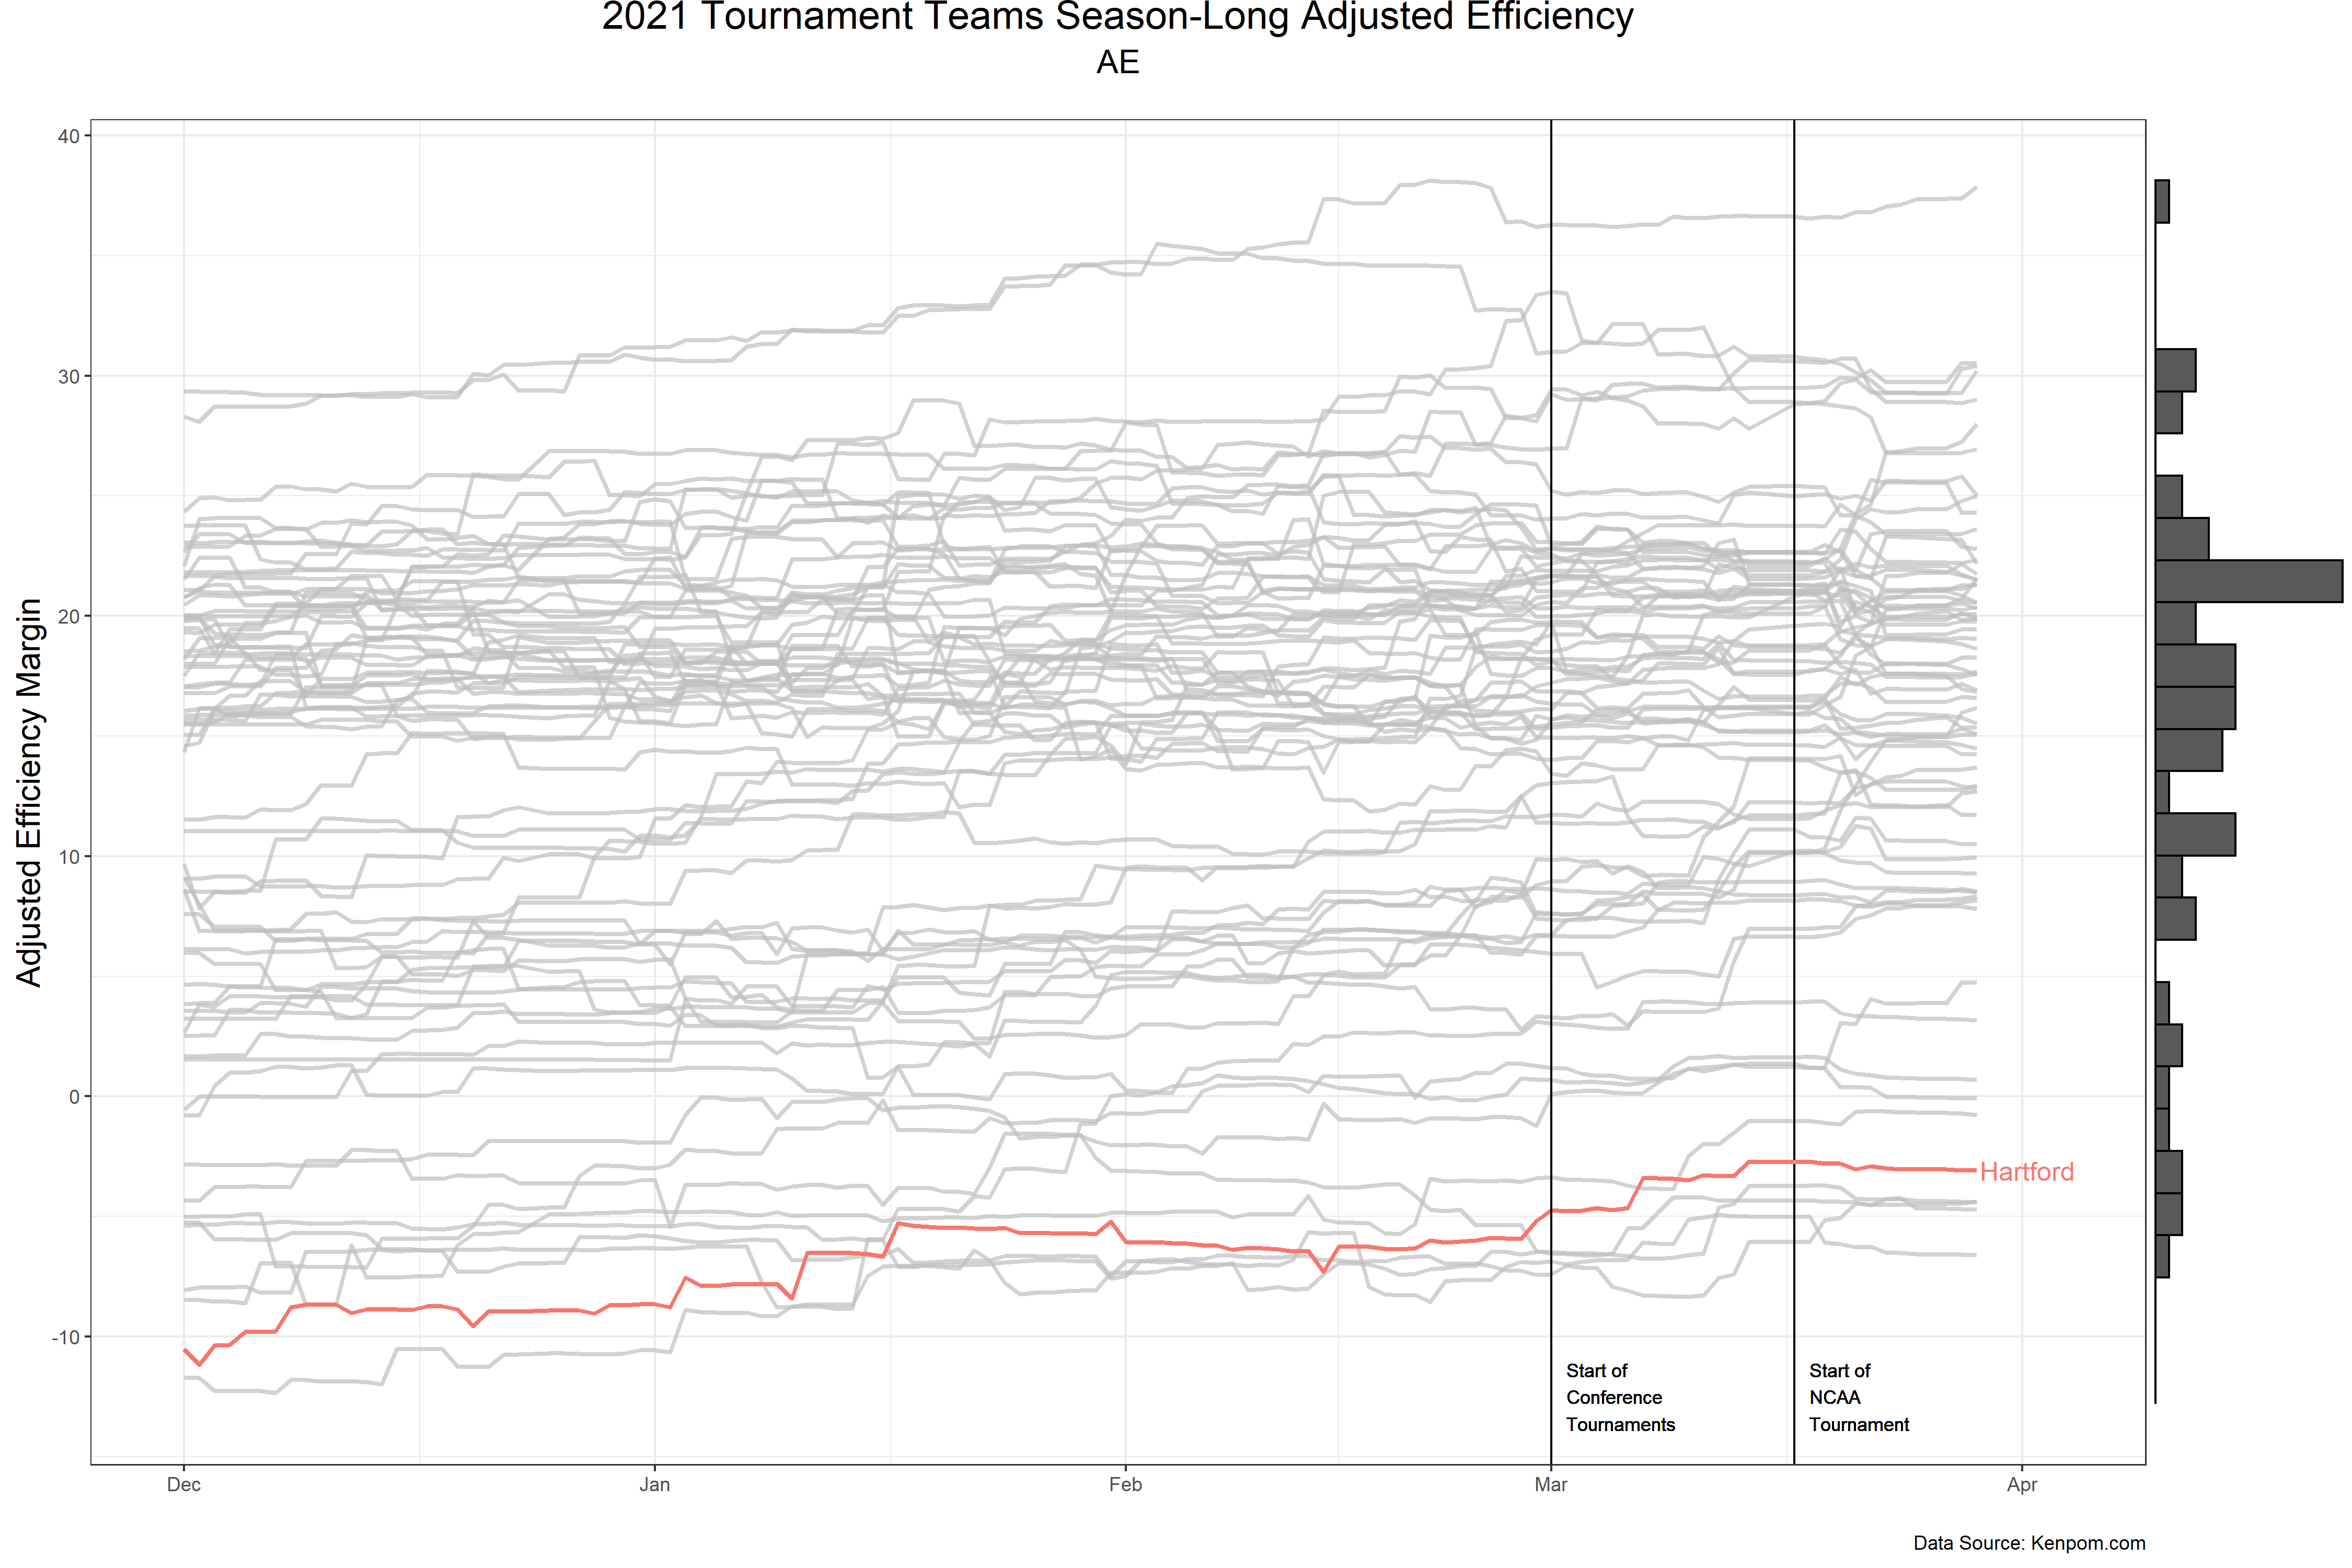 2021 Tournament Teams Season-Long Adjusted Efficiency
AE
Adjusted Efficiency Margin
40
30
20
10
0
-10
Hartford
Start of
Conference
Tournaments
Start of
NCAA
Tournament
Dec
Jan
Feb
Mar
Apr
Data Source: Kenpom.com